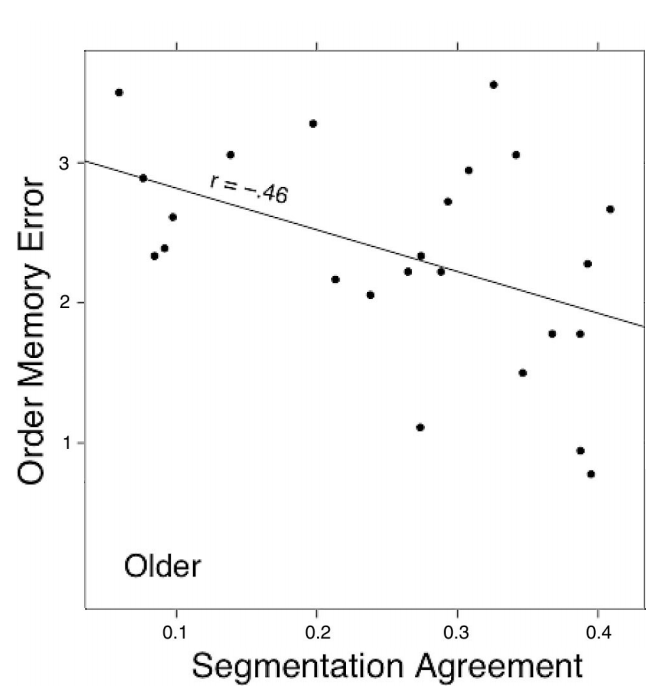 3
r = –.46
2
1
Order Memory Error
Older
0.1 0.2 0.3 0.4
Segmentation Agreement